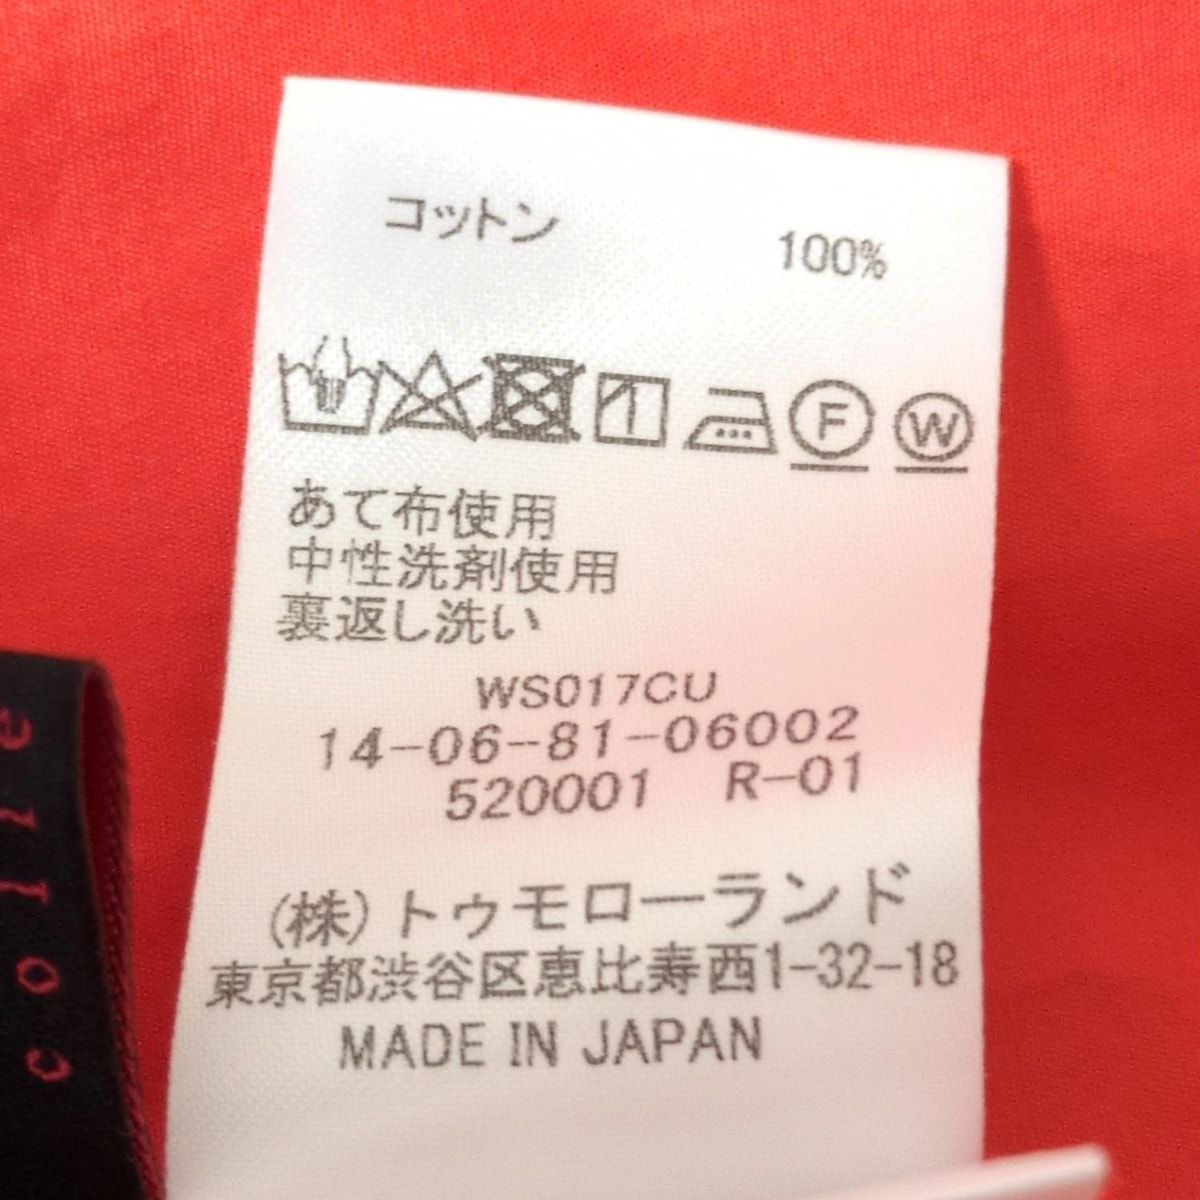 コットン 100%
F W
あて布使用
中性洗剤使用
裏返し洗い
WS017CU
14-06-81-06002
520001 R-01
(株)トゥモローランド
東京都渋谷区恵比寿西1-32-18
MADE IN JAPAN
colle